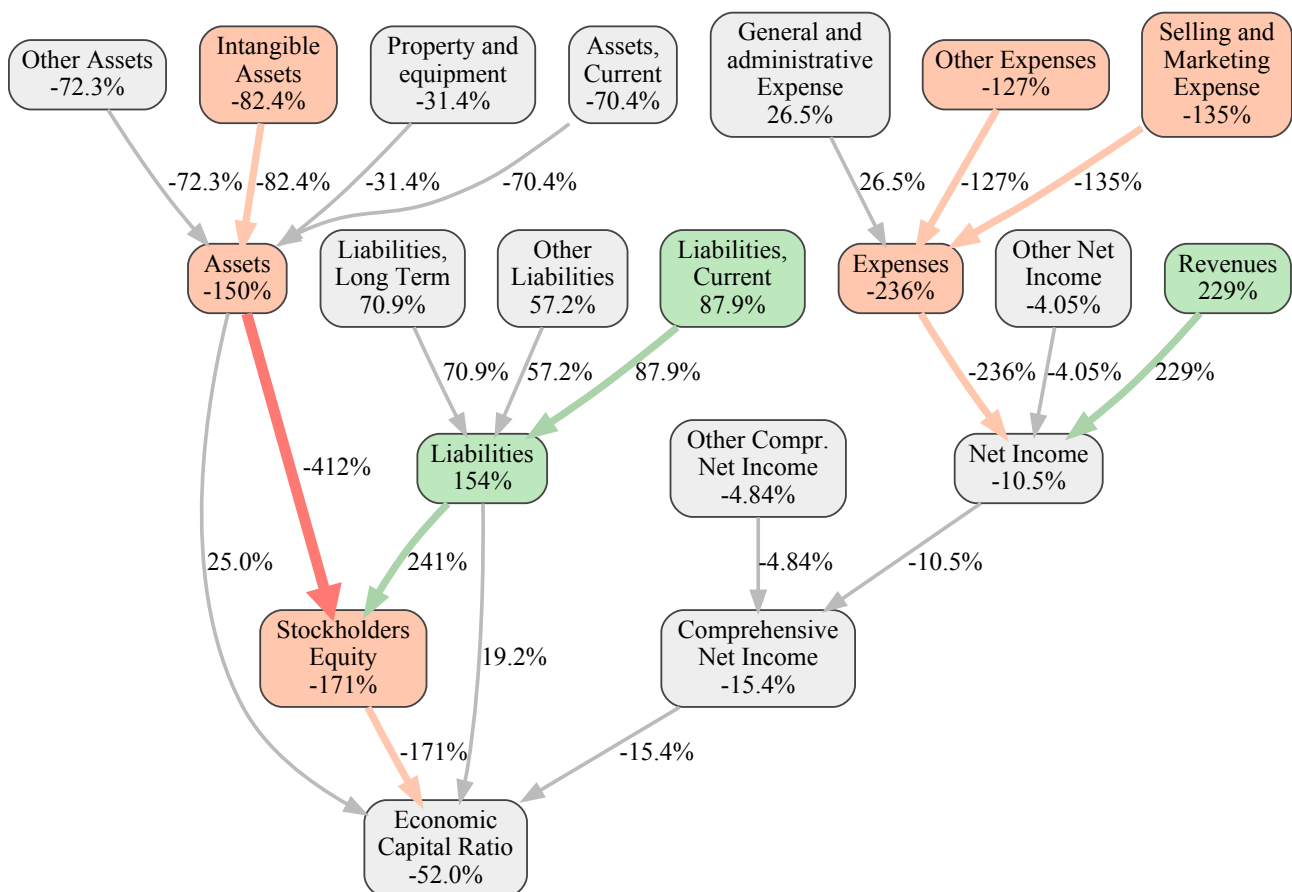 Other Assets
-72.3%
Intangible
Assets
-82.4%
Property and
equipment
-31.4%
Assets,
Current
-70.4%
General and
administrative
Expense
26.5%
Other Expenses
-127%
Selling and
Marketing
Expense
-135%
-72.3%
-82.4%
-31.4%
-70.4%
26.5%
-127%
-135%
Assets
-150%
Liabilities,
Long Term
70.9%
Other
Liabilities
57.2%
Liabilities,
Current
87.9%
Expenses
-236%
Other Net
Income
-4.05%
Revenues
229%
70.9%
57.2%
87.9%
-236%
-4.05%
229%
-412%
Liabilities
154%
Other Compr.
Net Income
-4.84%
Net Income
-10.5%
25.0%
241%
-4.84%
-10.5%
Stockholders
Equity
-171%
19.2%
Comprehensive
Net Income
-15.4%
-171%
-15.4%
Economic
Capital Ratio
-52.0%